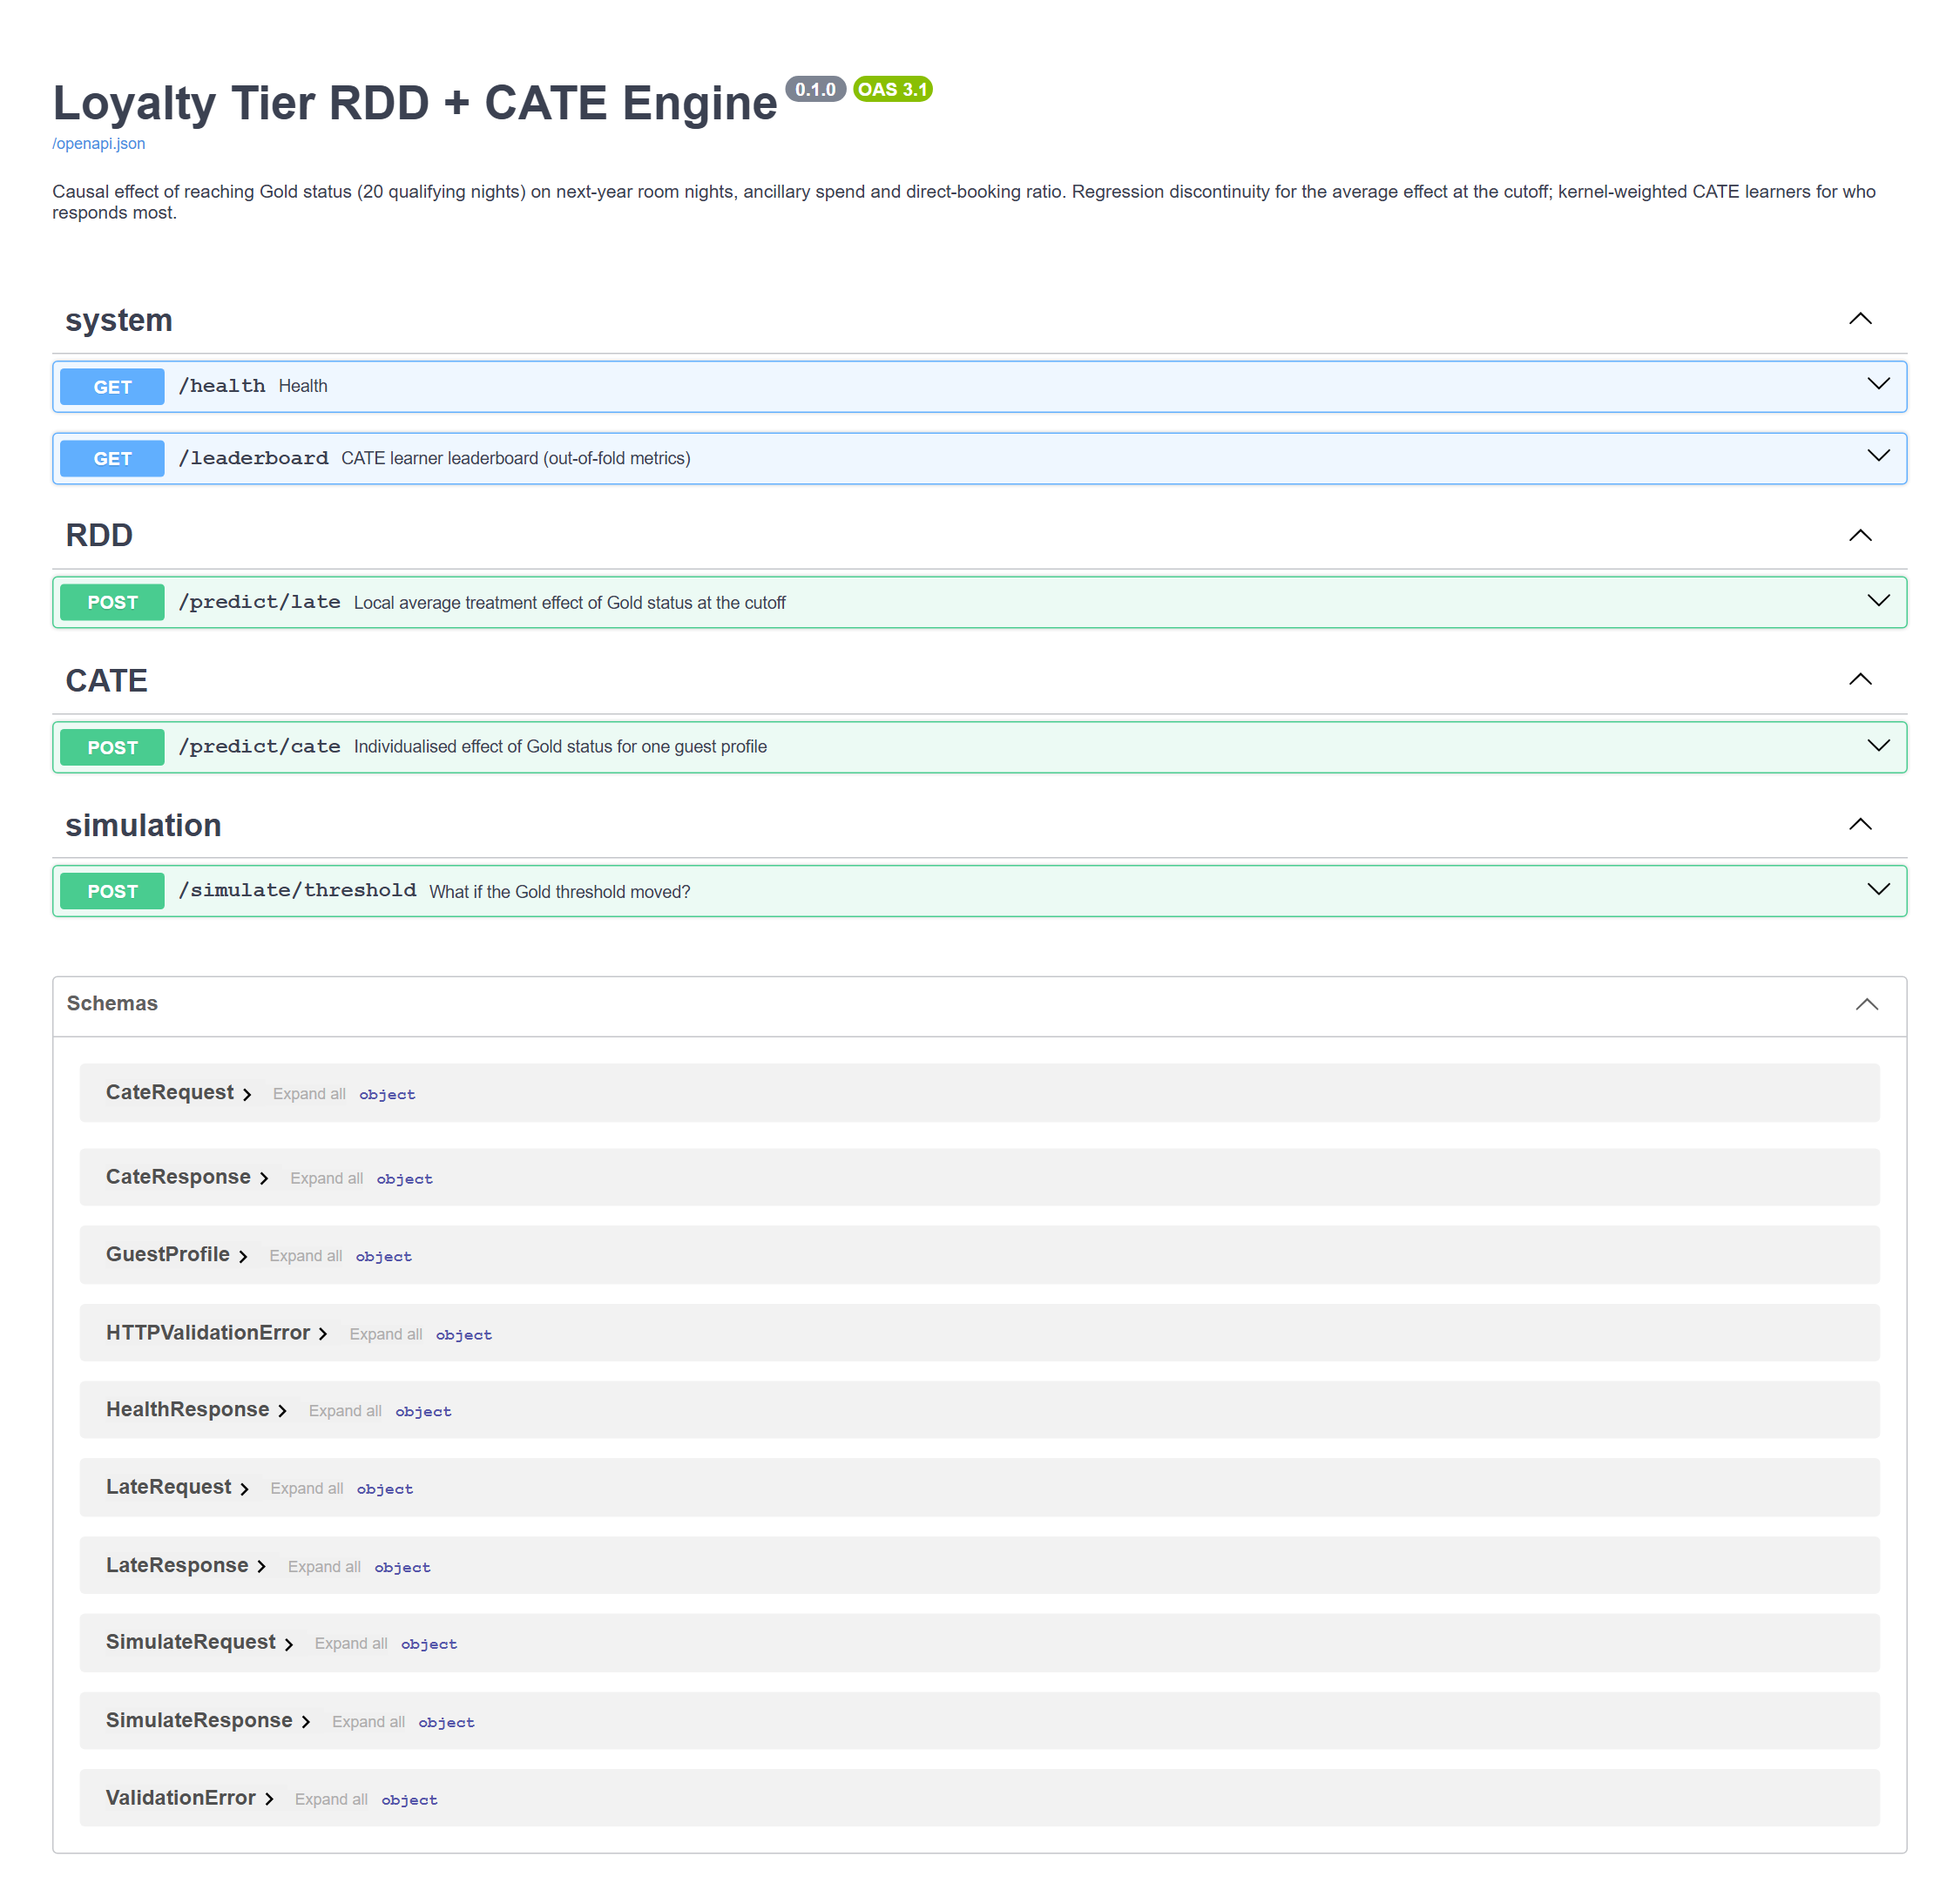 Loyalty Tier RDD + CATE Engine 0.1.0 OAS 3.1
/openapi.json
Causal effect of reaching Gold status (20 qualifying nights) on next-year room nights, ancillary spend and direct-booking ratio. Regression discontinuity for the average effect at the cutoff; kernel-weighted CATE learners for who
responds most.
system
GET /health Health
GET /leaderboard CATE learner leaderboard (out-of-fold metrics)
RDD
POST /predict/late Local average treatment effect of Gold status at the cutoff
CATE
POST /predict/cate Individualised effect of Gold status for one guest profile
simulation
POST /simulate/threshold What if the Gold threshold moved?
Schemas
CateRequest Expand all object
CateResponse Expand all object
GuestProfile Expand all object
HTTPValidationError Expand all object
HealthResponse Expand all object
LateRequest Expand all object
LateResponse Expand all object
SimulateRequest Expand all object
SimulateResponse Expand all object
ValidationError Expand all object